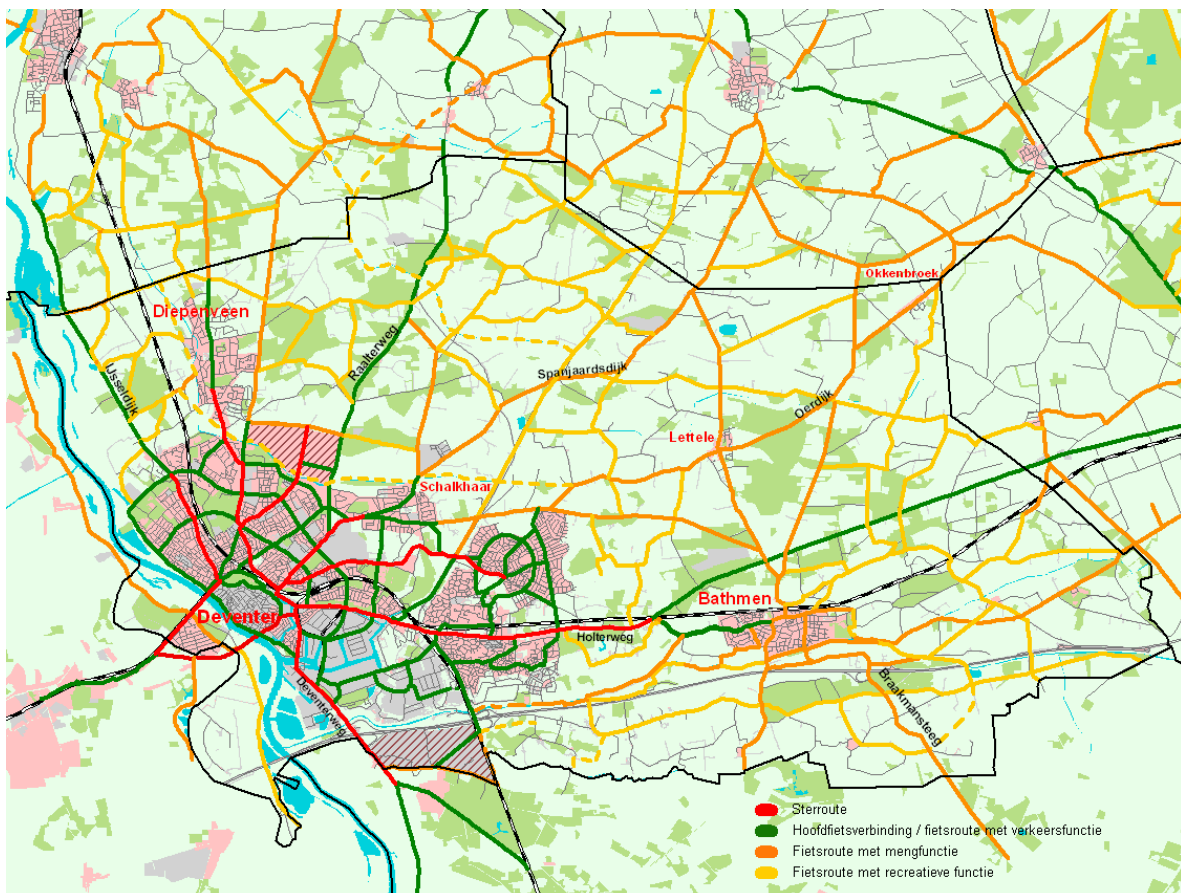 Okkenbroek
Diepenveen
Raalterweg
IJsseldijk
Spanjaardsdijk
Oerdijk
Lettele
Schalkhaar
Bathmen
Deventer
Holterweg
Deventerweg
Braakmansteeg
Sterroute
Hoofdfietsverbinding / fietsroute met verkeersfunctie
Fietsroute met mengfunctie
Fietsroute met recreatieve functie